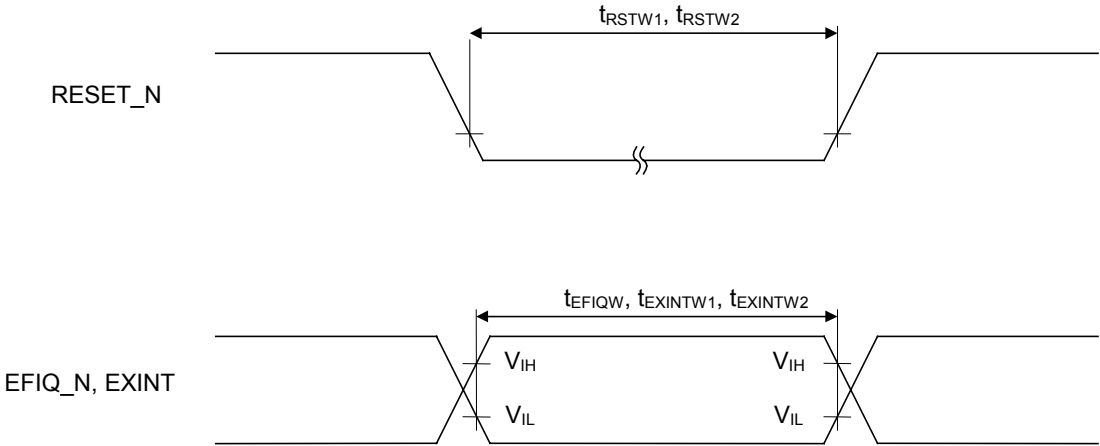 tRSTW1, tRSTW2
RESET_N
tEFIQW, tEXINTW1, tEXINTW2
EFIQ_N, EXINT
VIH VIH
VIL VIL